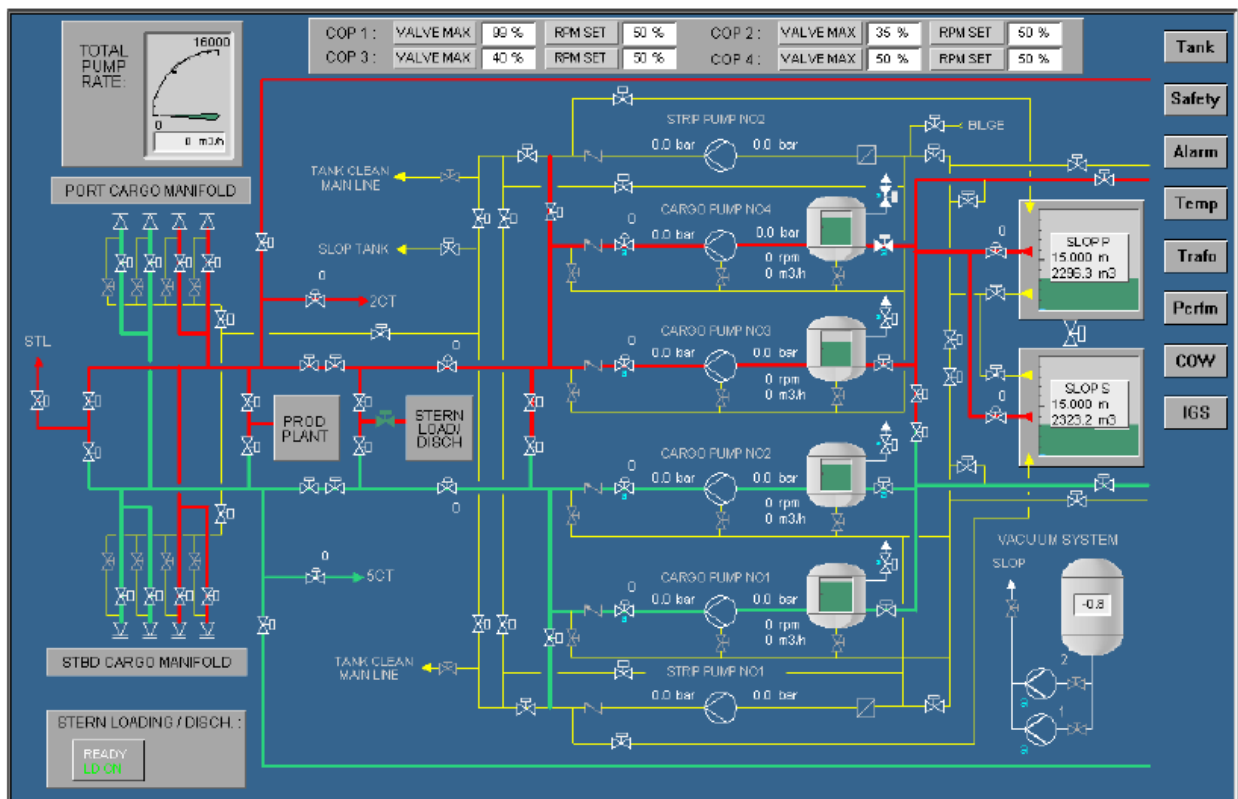 TOTAL
PUMP
RATE:
16000
0
0 m3/h
COP 1 : VALVE MAX 99 % RPM SET 50 % COP 2 : VALVE MAX 35 % RPM SET 50 %
COP 3 : VALVE MAX 40 % RPM SET 50 % COP 4 : VALVE MAX 50 % RPM SET 50 %
Tank
Safety
Alarm
Temp
Trafo
Perfm
COW
IGS
STRIP PUMP NO2
0.0 bar 0.0 bar
BILGE
TANK CLEAN
MAIN LINE
PORT CARGO MANIFOLD
CARGO PUMP NO4
0
0.0 bar 0.0 bar
0 rpm
0 m3/h
SLOP TANK
0
SLOP P
15.000 m
2296.3 m3
0
2CT
STL
CARGO PUMP NO3
0
0.0 bar 0.0 bar
0 rpm
0 m3/h
0
0
SLOP S
15.000 m
2323.2 m3
PROD
PLANT
STERN
LOAD/
DISCH
CARGO PUMP NO2
0
0.0 bar 0.0 bar
0 rpm
0 m3/h
0
0
5CT
CARGO PUMP NO1
0
0.0 bar 0.0 bar
0 rpm
0 m3/h
VACUUM SYSTEM
SLOP
-0.8
2
1
STBD CARGO MANIFOLD
TANK CLEAN
MAIN LINE
STRIP PUMP NO1
0.0 bar 0.0 bar
STERN LOADING / DISCH. :
READY
LD ON